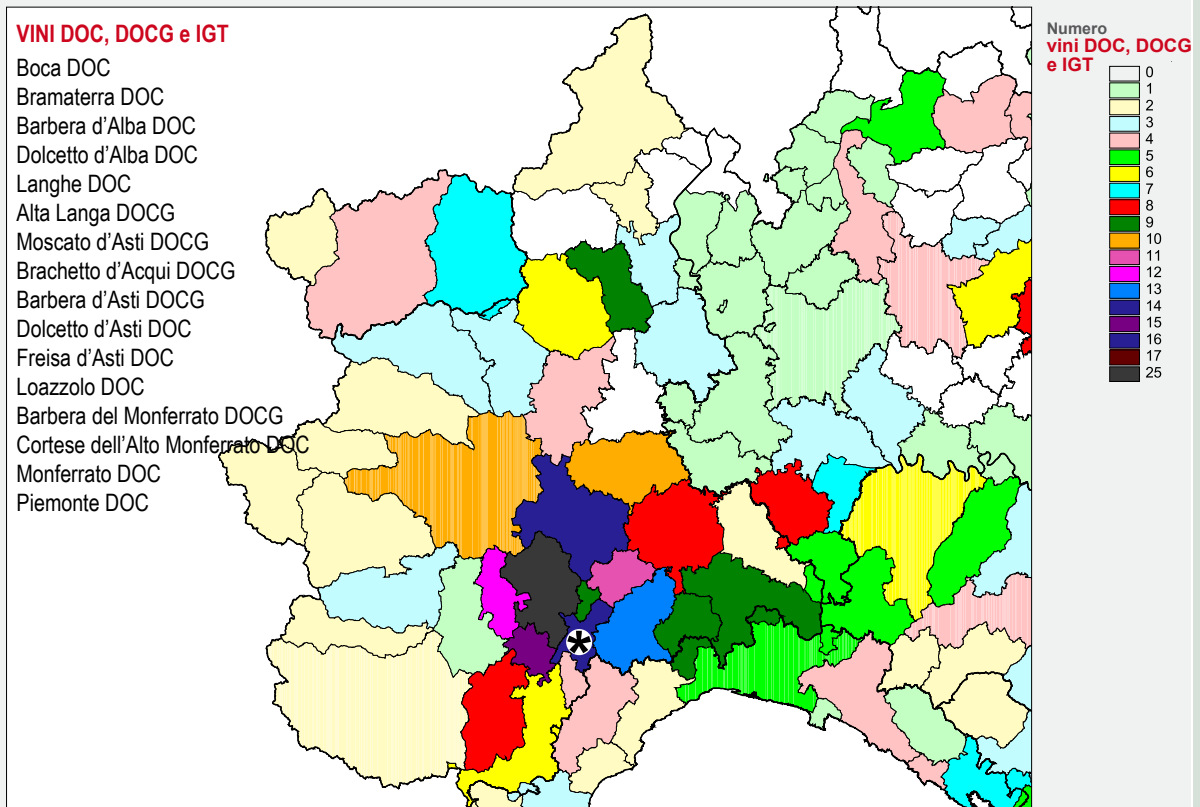 VINI DOC, DOCG e IGT
Boca DOC
Bramaterra DOC
Barbera d'Alba DOC
Dolcetto d'Alba DOC
Langhe DOC
Alta Langa DOCG
Moscato d'Asti DOCG
Brachetto d'Acqui DOCG
Barbera d'Asti DOCG
Dolcetto d'Asti DOC
Freisa d'Asti DOC
Loazzolo DOC
Barbera del Monferrato DOCG
Cortese dell'Alto Monferrato DOC
Monferrato DOC
Piemonte DOC
Numero
vini DOC, DOCG
e IGT
0
1
2
3
4
5
6
7
8
9
10
11
12
13
14
15
16
17
25